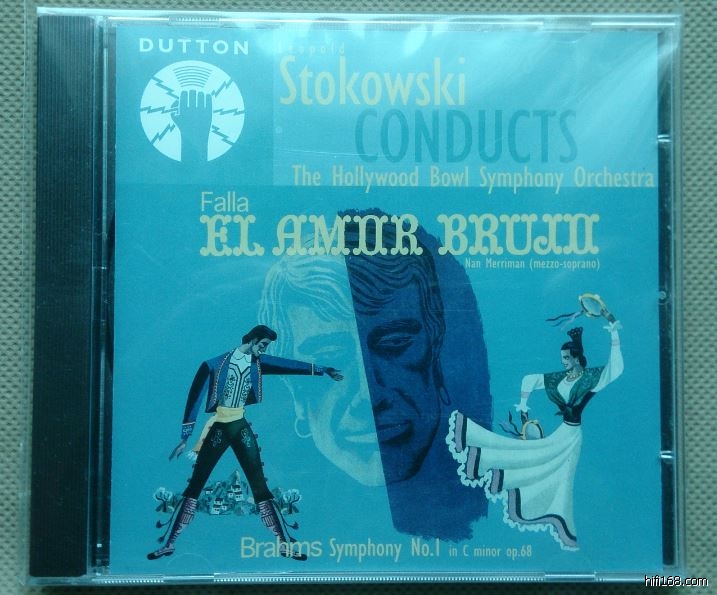 DUTTON
Leopold
Stokowski
CONDUCTS
The Hollywood Bowl Symphony Orchestra
Falla
EL AMOR BRUJO
Nan Merriman (mezzo-soprano)
Brahms Symphony No.1 in C minor op.68
hifi168.com